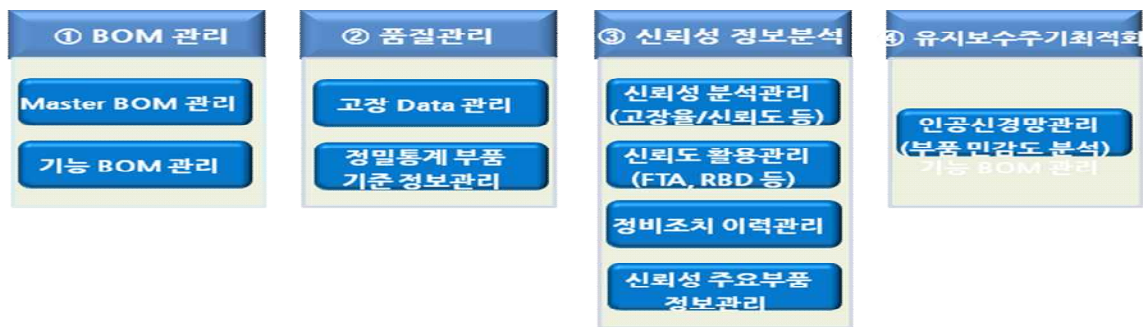 ① BOM 관리
Master BOM 관리
기능 BOM 관리
② 품질관리
고장 Data 관리
정밀통계 부품
기준 정보관리
③ 신뢰성 정보분석
신뢰성 분석관리
(고장율/신뢰도 등)
신뢰도 활용관리
(FTA, RBD 등)
정비조치 이력관리
신뢰성 주요부품
정보관리
④ 유지보수주기최적화
인공신경망관리
(부품 민감도 분석)
기능 BOM 관리